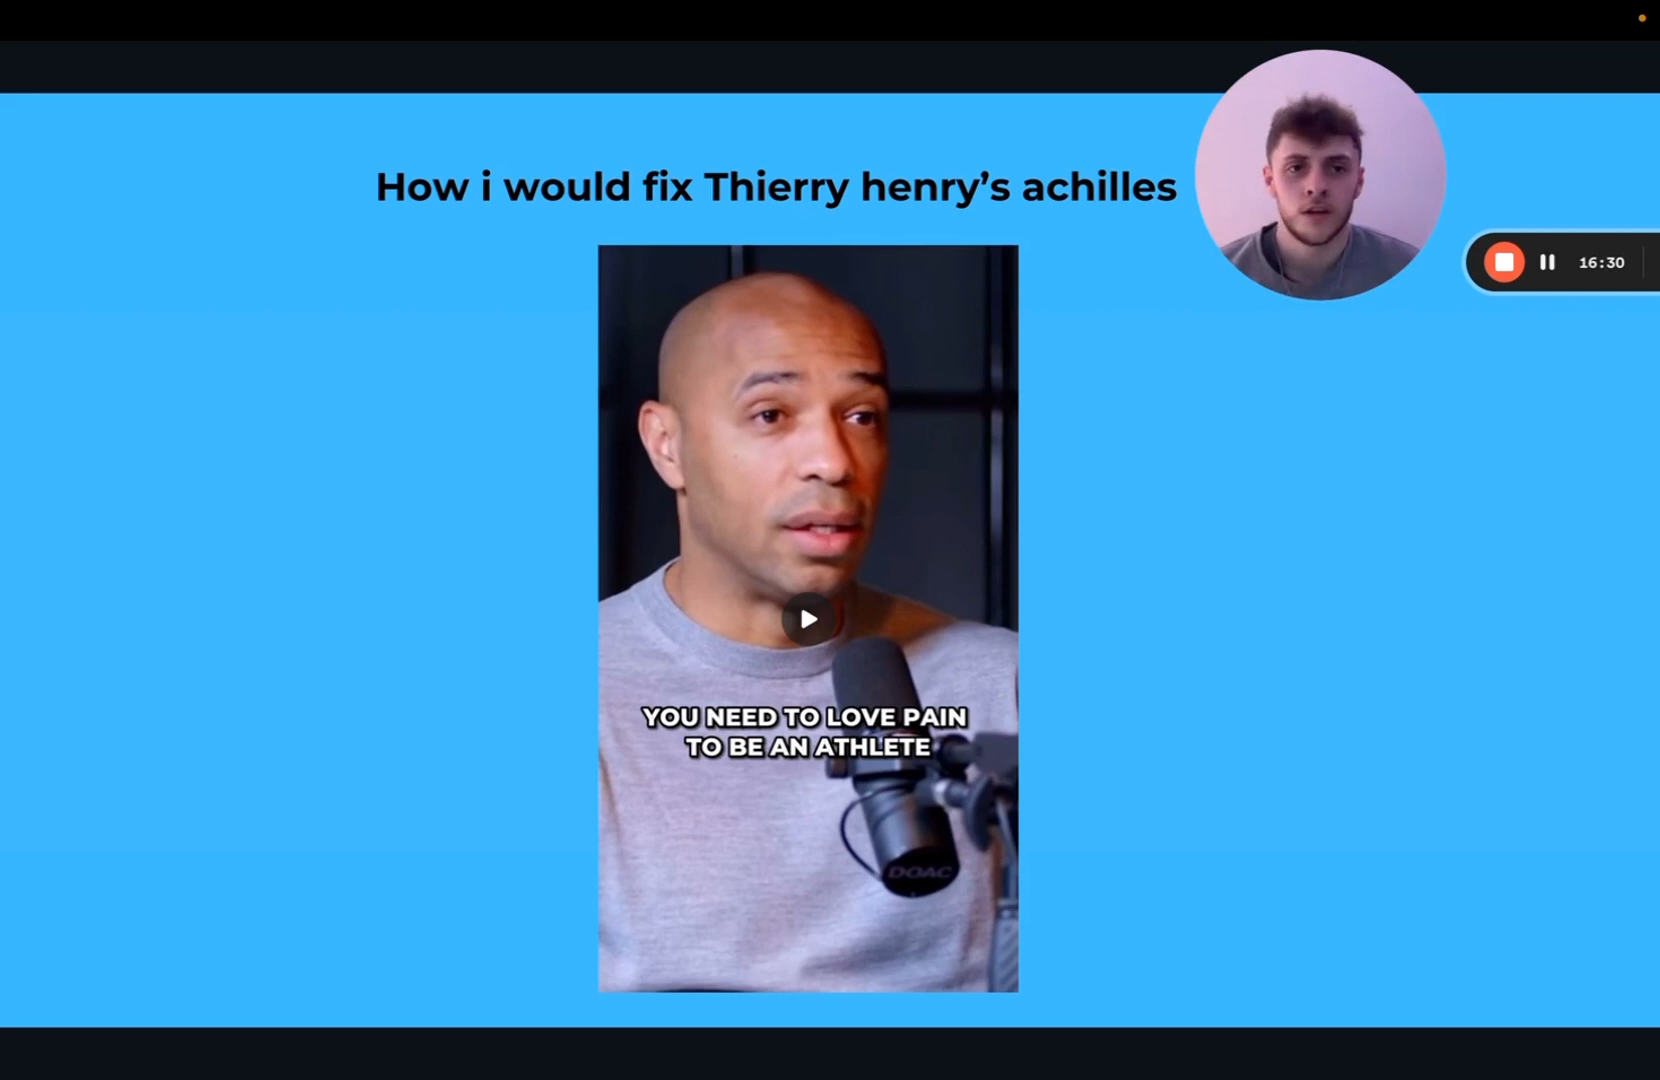 How i would fix Thierry henry’s achilles
16:30
YOU NEED TO LOVE PAIN
TO BE AN ATHLETE
DOAC